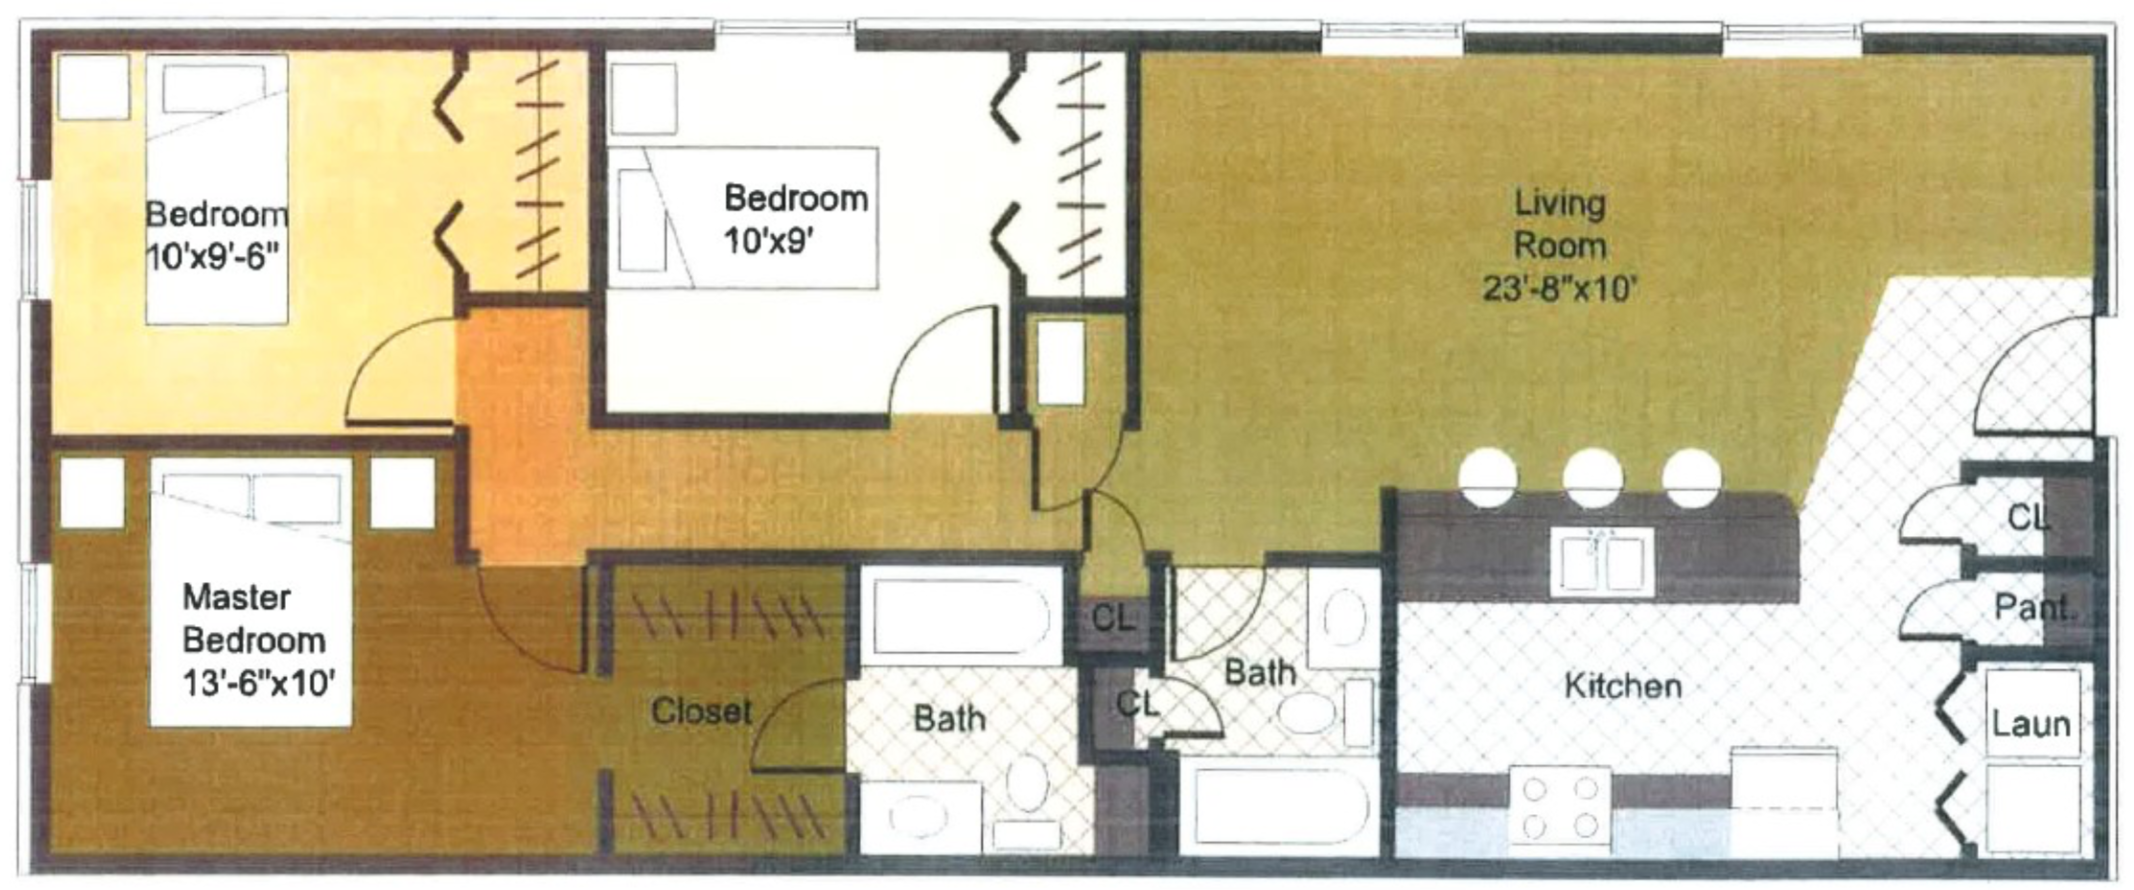 Bedroom
10'x9'-6"
Bedroom
10'x9'
Living
Room
23'-8"x10'
Master
Bedroom
13'-6"x10'
Closet
Bath
CL
CL
Bath
Kitchen
CL
Pant.
Laun